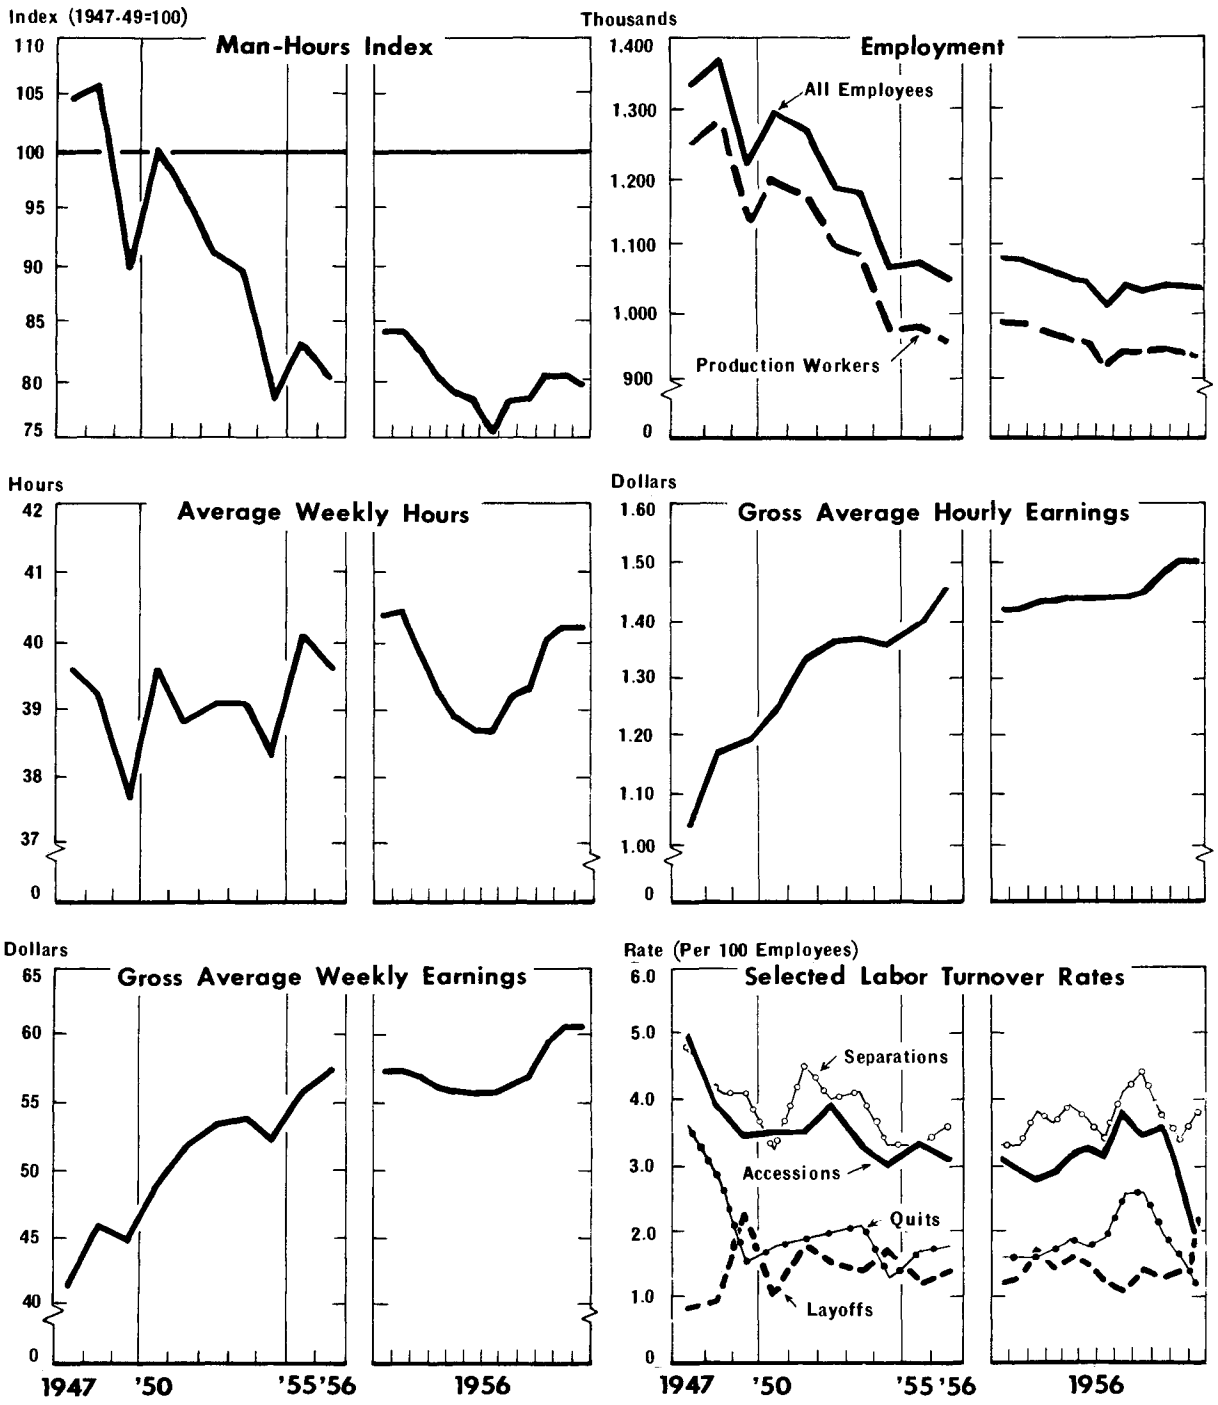 Index (1947-49=100)
Man-Hours Index
110
105
100
95
90
85
80
75
Thousands
Employment
1.400
1.300
1.200
1.100
1.000
900
0
All Employees
Production Workers
Hours
Average Weekly Hours
42
41
40
39
38
37
0
Dollars
Gross Average Hourly Earnings
1.60
1.50
1.40
1.30
1.20
1.10
1.00
0
Dollars
Gross Average Weekly Earnings
65
60
55
50
45
40
0
1947 '50 '55 '56 1956
Rate (Per 100 Employees)
Selected Labor Turnover Rates
6.0
5.0
4.0
3.0
2.0
1.0
0
Separations
Accessions
Quits
Layoffs
1947 '50 '55 '56 1956